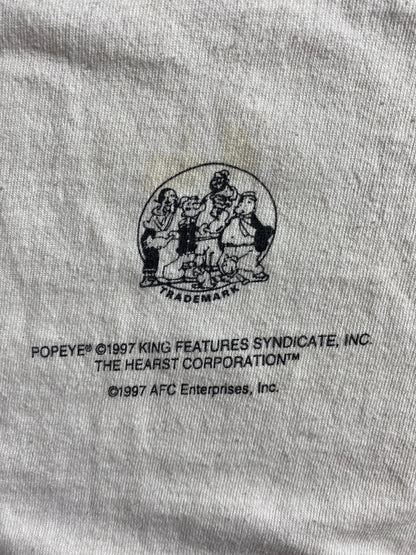 TRADEMARK
POPEYE® ©1997 KING FEATURES SYNDICATE, INC.
THE HEARST CORPORATION™
©1997 AFC Enterprises, Inc.